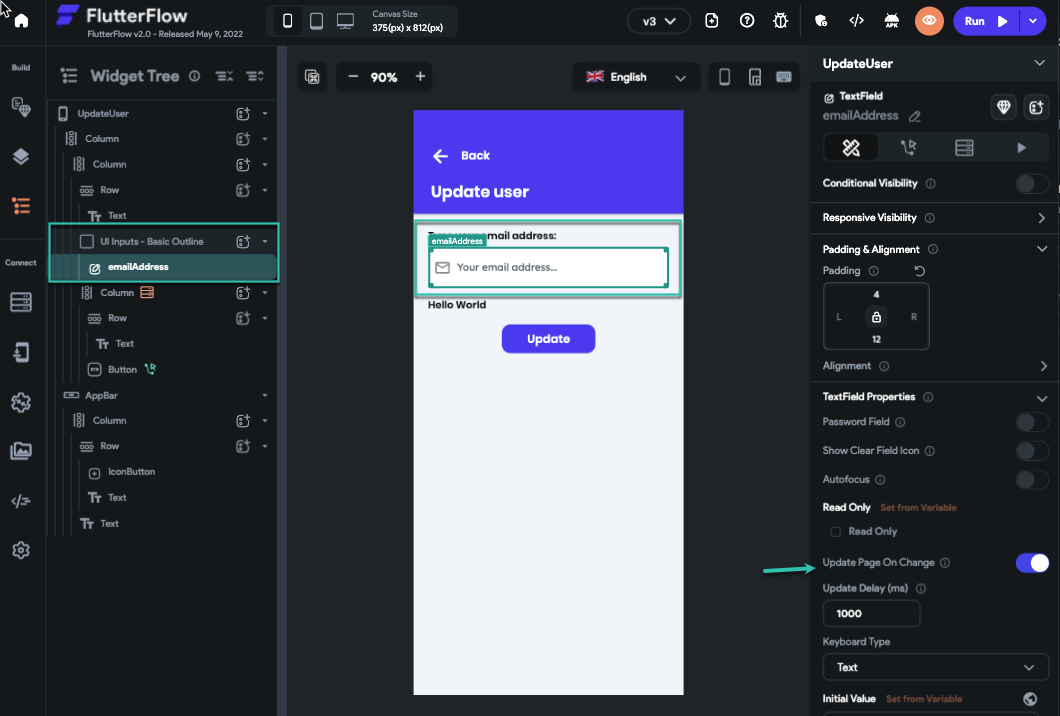 FlutterFlow
FlutterFlow v2.0 - Released May 9, 2022
Canvas Size
375(px) x 812(px)
v3
APK
Run
Build
Connect
Widget Tree
UpdateUser
Column
Column
Row
Text
UI Inputs - Basic Outline
emailAddress
Column
Row
Text
BTN
Button
AppBar
Column
Row
IconButton
Text
Text
90%
English
Back
Update user
email address:
emailAddress
Your email address...
Hello World
Update
UpdateUser
TextField
emailAddress
Conditional Visibility
Responsive Visibility
Padding & Alignment
Padding
4
L
R
12
Alignment
TextField Properties
Password Field
Show Clear Field Icon
Autofocus
Read Only Set from Variable
Read Only
Update Page On Change
Update Delay (ms)
1000
Keyboard Type
Text
Initial Value Set from Variable